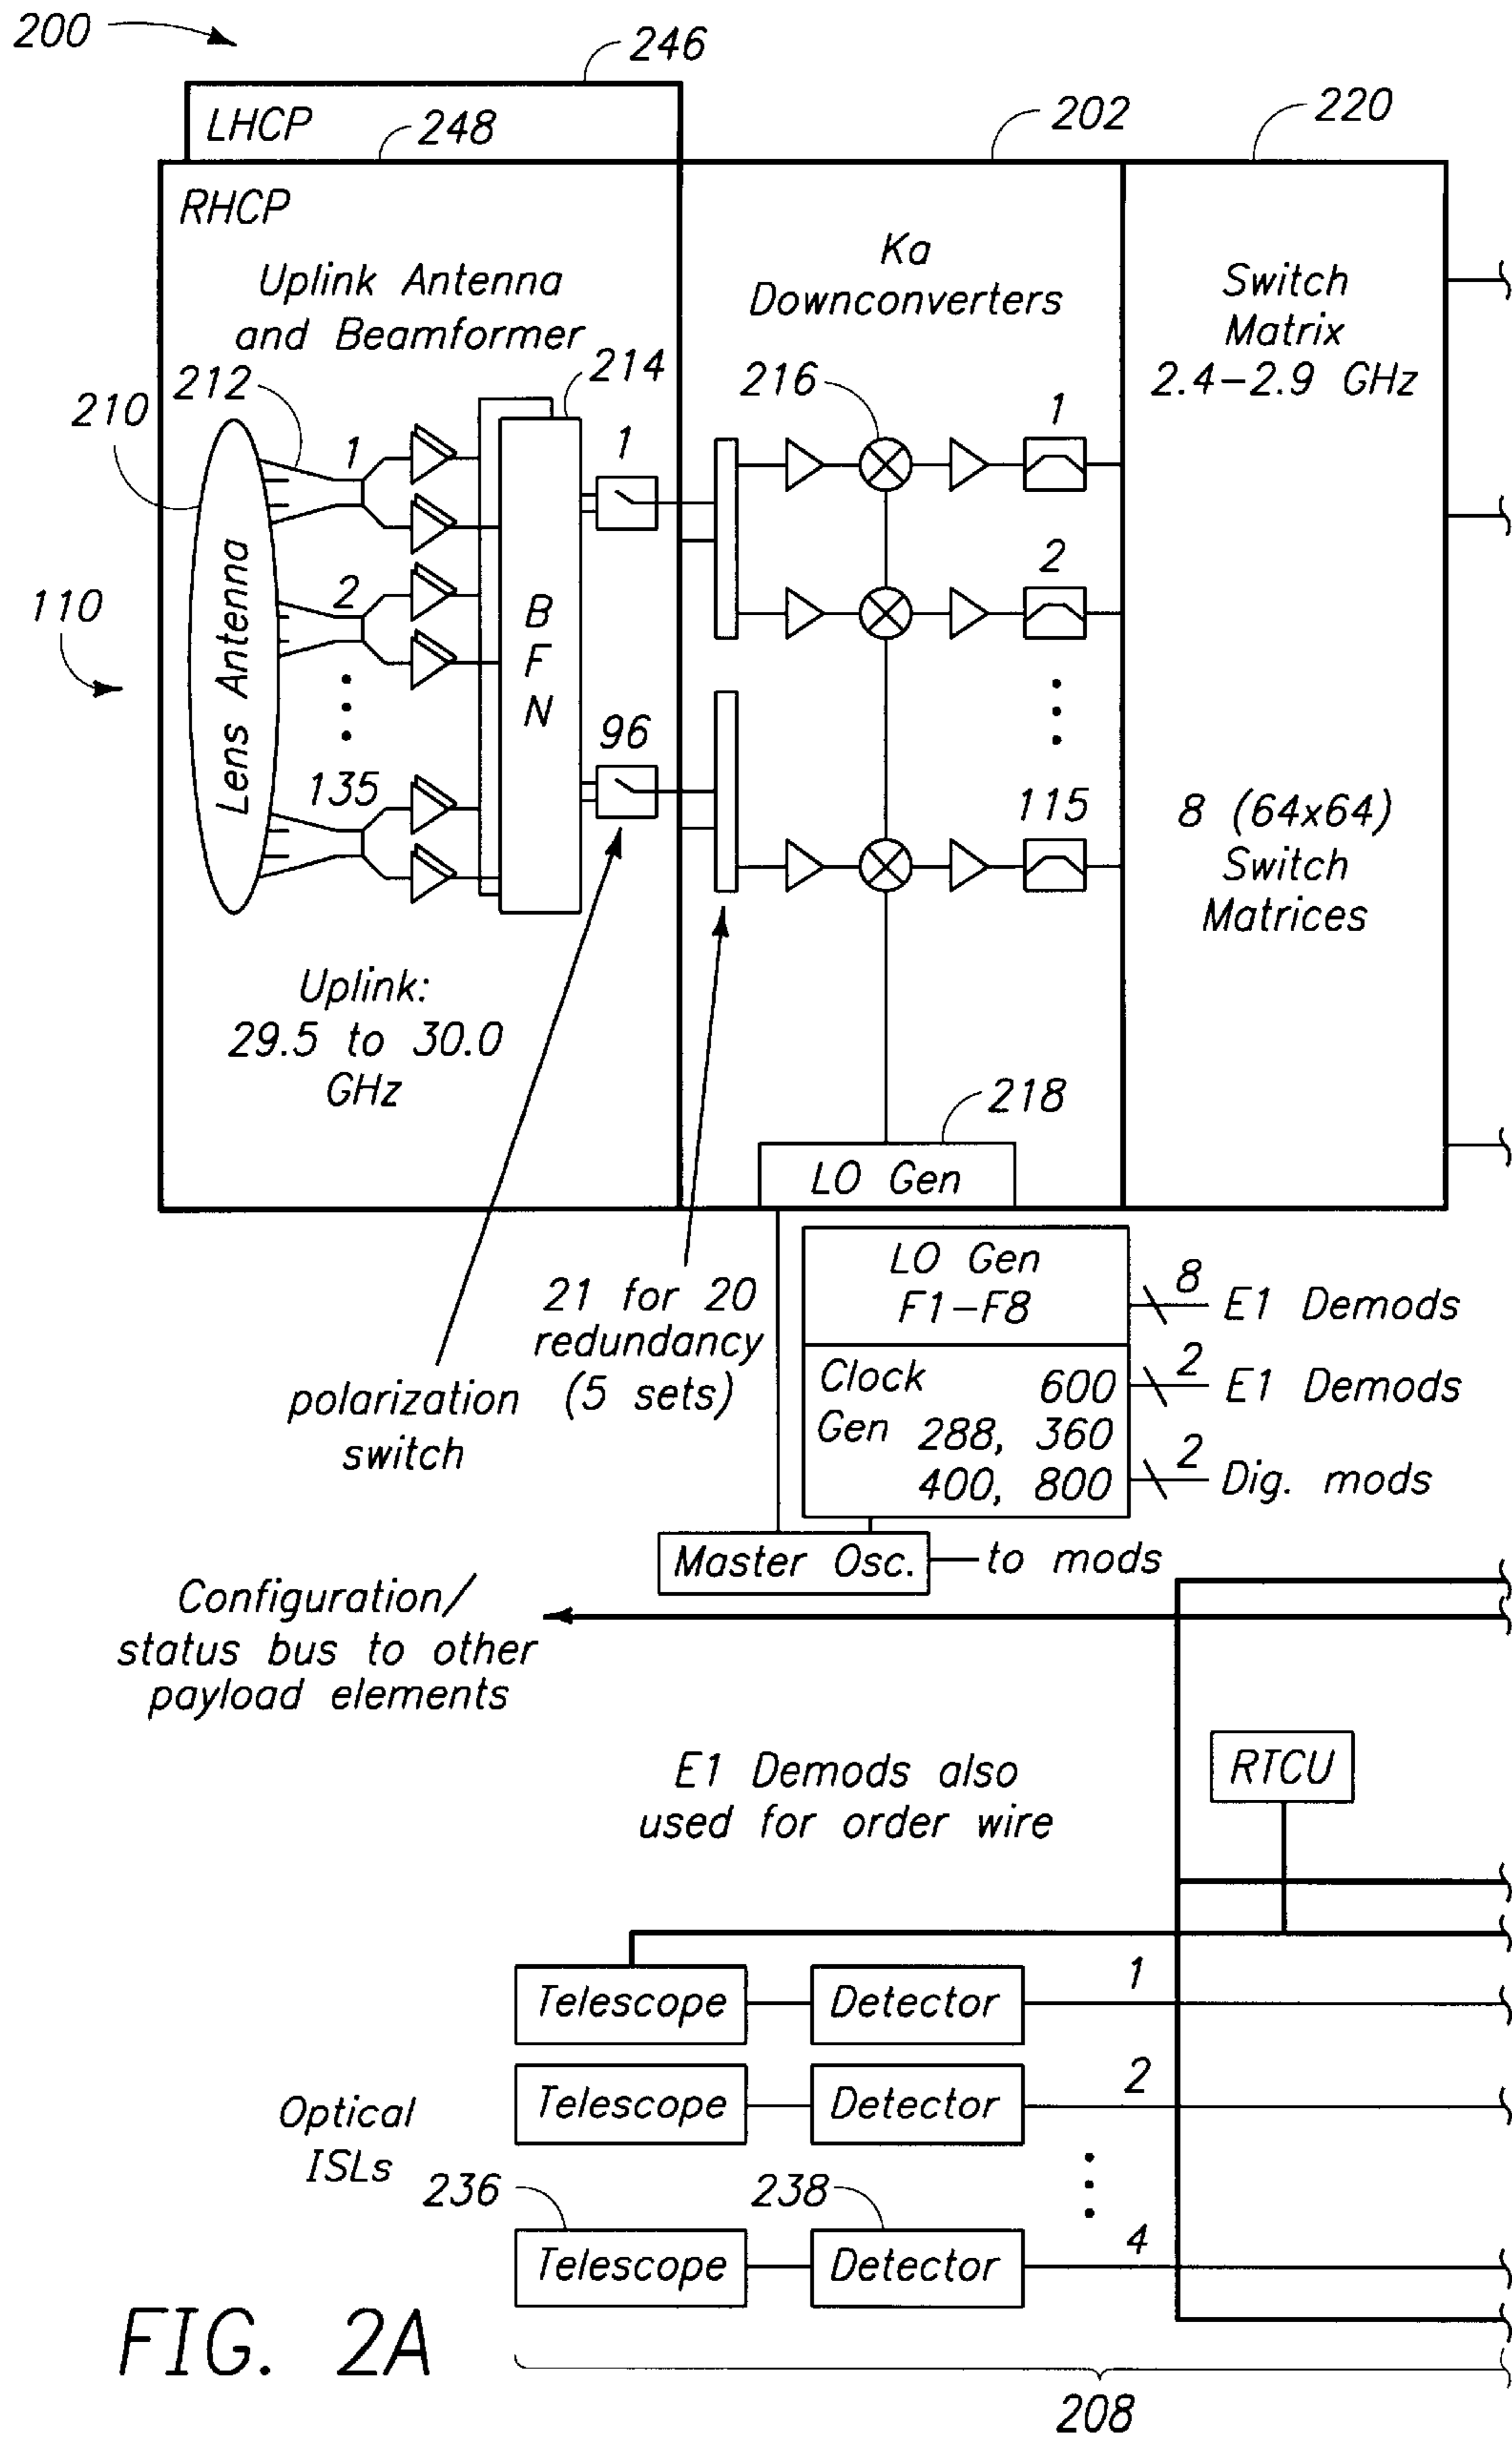 200
246
LHCP
248
202
220
RHCP
Uplink Antenna
and Beamformer
Ka
Downconverters
Switch
Matrix
2.4-2.9 GHz
210
212
214
216
1
1
1
110
Lens Antenna
2
B
F
N
2
135
96
115
8 (64x64)
Switch
Matrices
Uplink:
29.5 to 30.0
GHz
218
LO Gen
polarization
switch
21 for 20
redundancy
(5 sets)
LO Gen
F1-F8
8
E1 Demods
Clock 600
2
E1 Demods
Gen 288, 360
400, 800
2
Dig. mods
Master Osc.
to mods
Configuration/
status bus to other
payload elements
E1 Demods also
used for order wire
RTCU
Telescope
Detector
1
Telescope
Detector
2
Optical
ISLs
236
238
Telescope
Detector
4
FIG. 2A
208